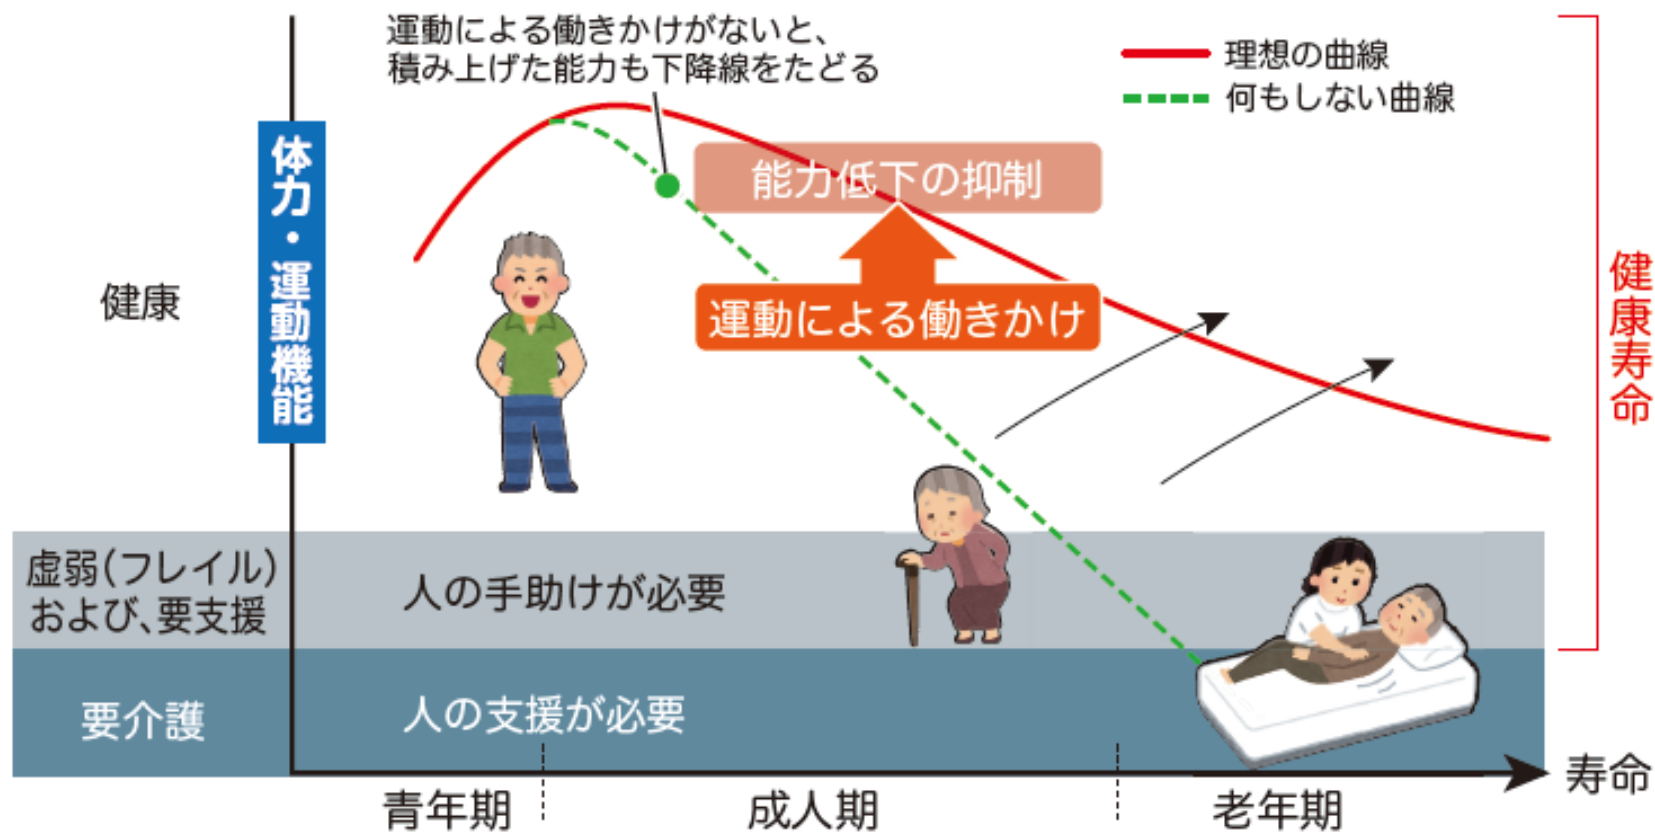 運動による働きかけがないと、
積み上げた能力も下降線をたどる
理想の曲線
何もしない曲線
体力・運動機能
能力低下の抑制
運動による働きかけ
健康
健康寿命
虚弱(フレイル)
および、要支援
人の手助けが必要
要介護
人の支援が必要
青年期
成人期
老年期
寿命